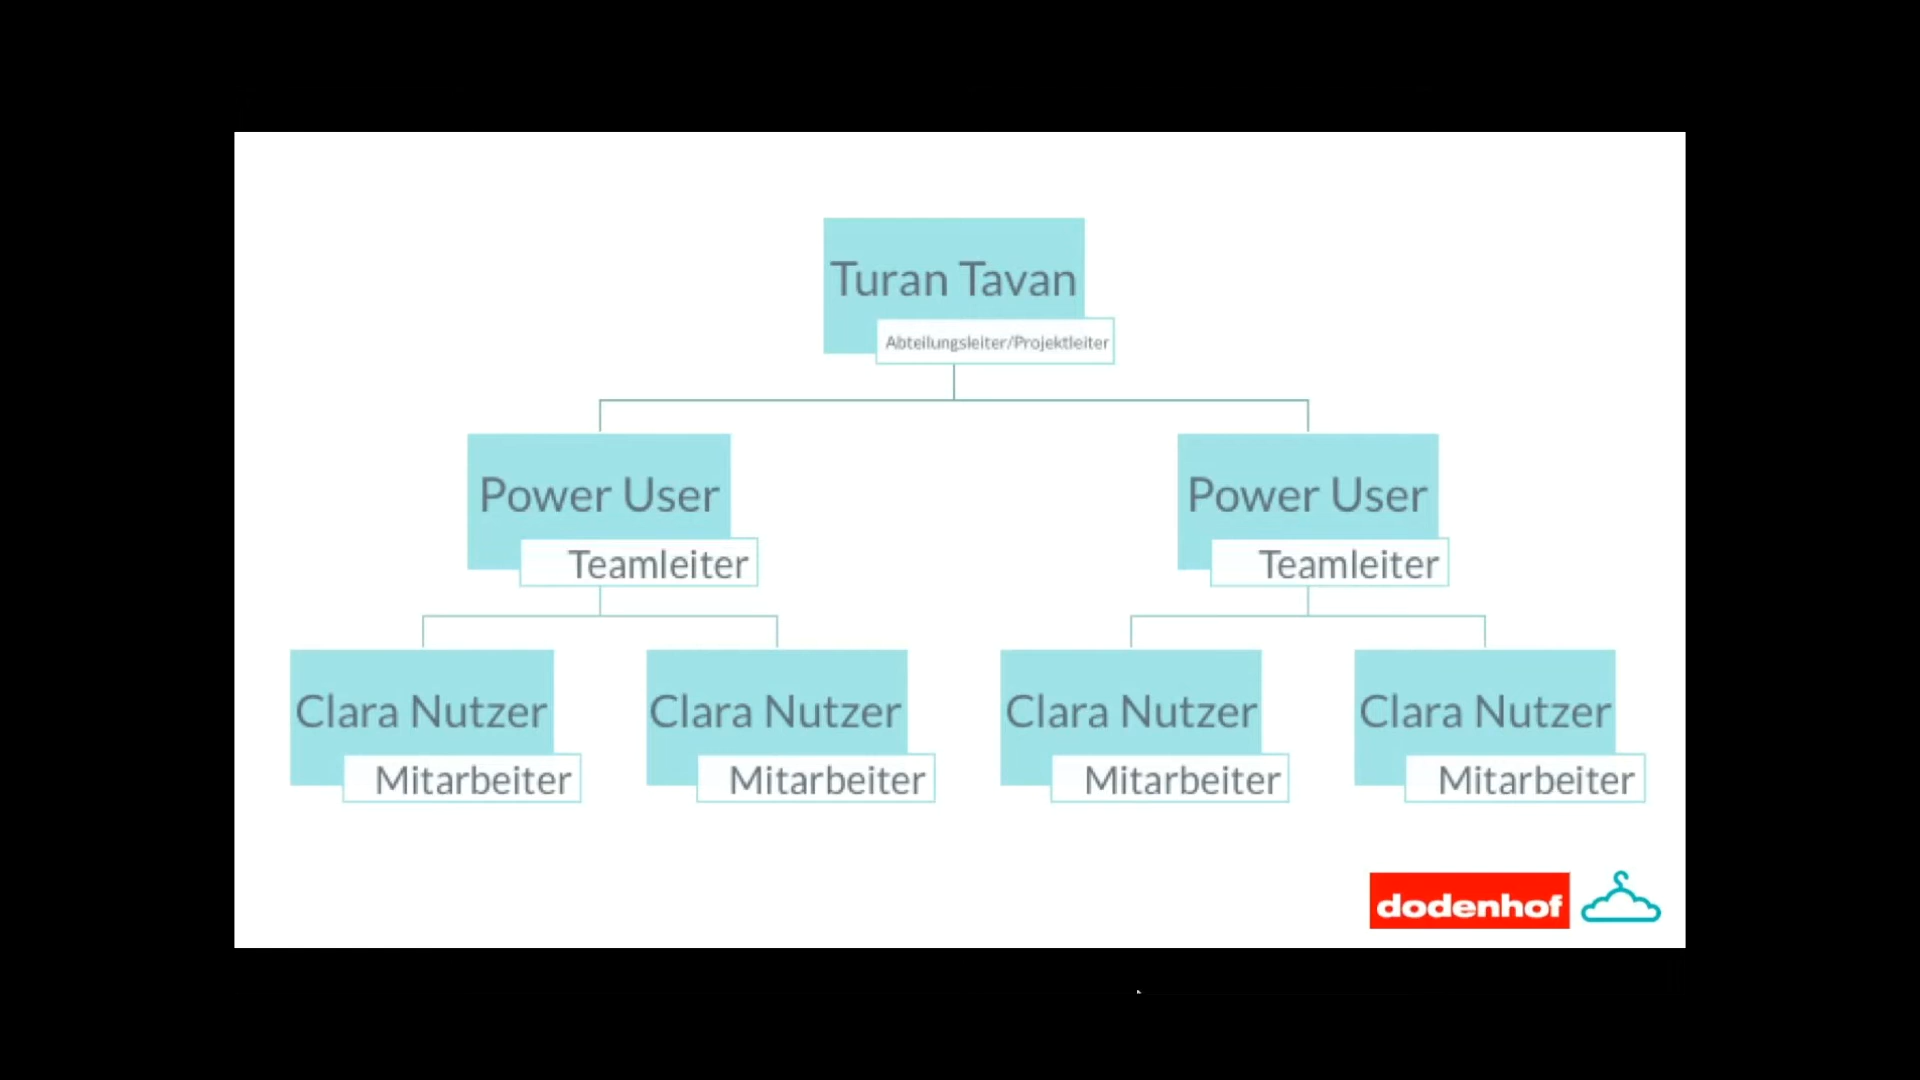 Turan Tavan
Abteilungsleiter/Projektleiter
Power User
Teamleiter
Power User
Teamleiter
Clara Nutzer
Mitarbeiter
Clara Nutzer
Mitarbeiter
Clara Nutzer
Mitarbeiter
Clara Nutzer
Mitarbeiter
dodenhof